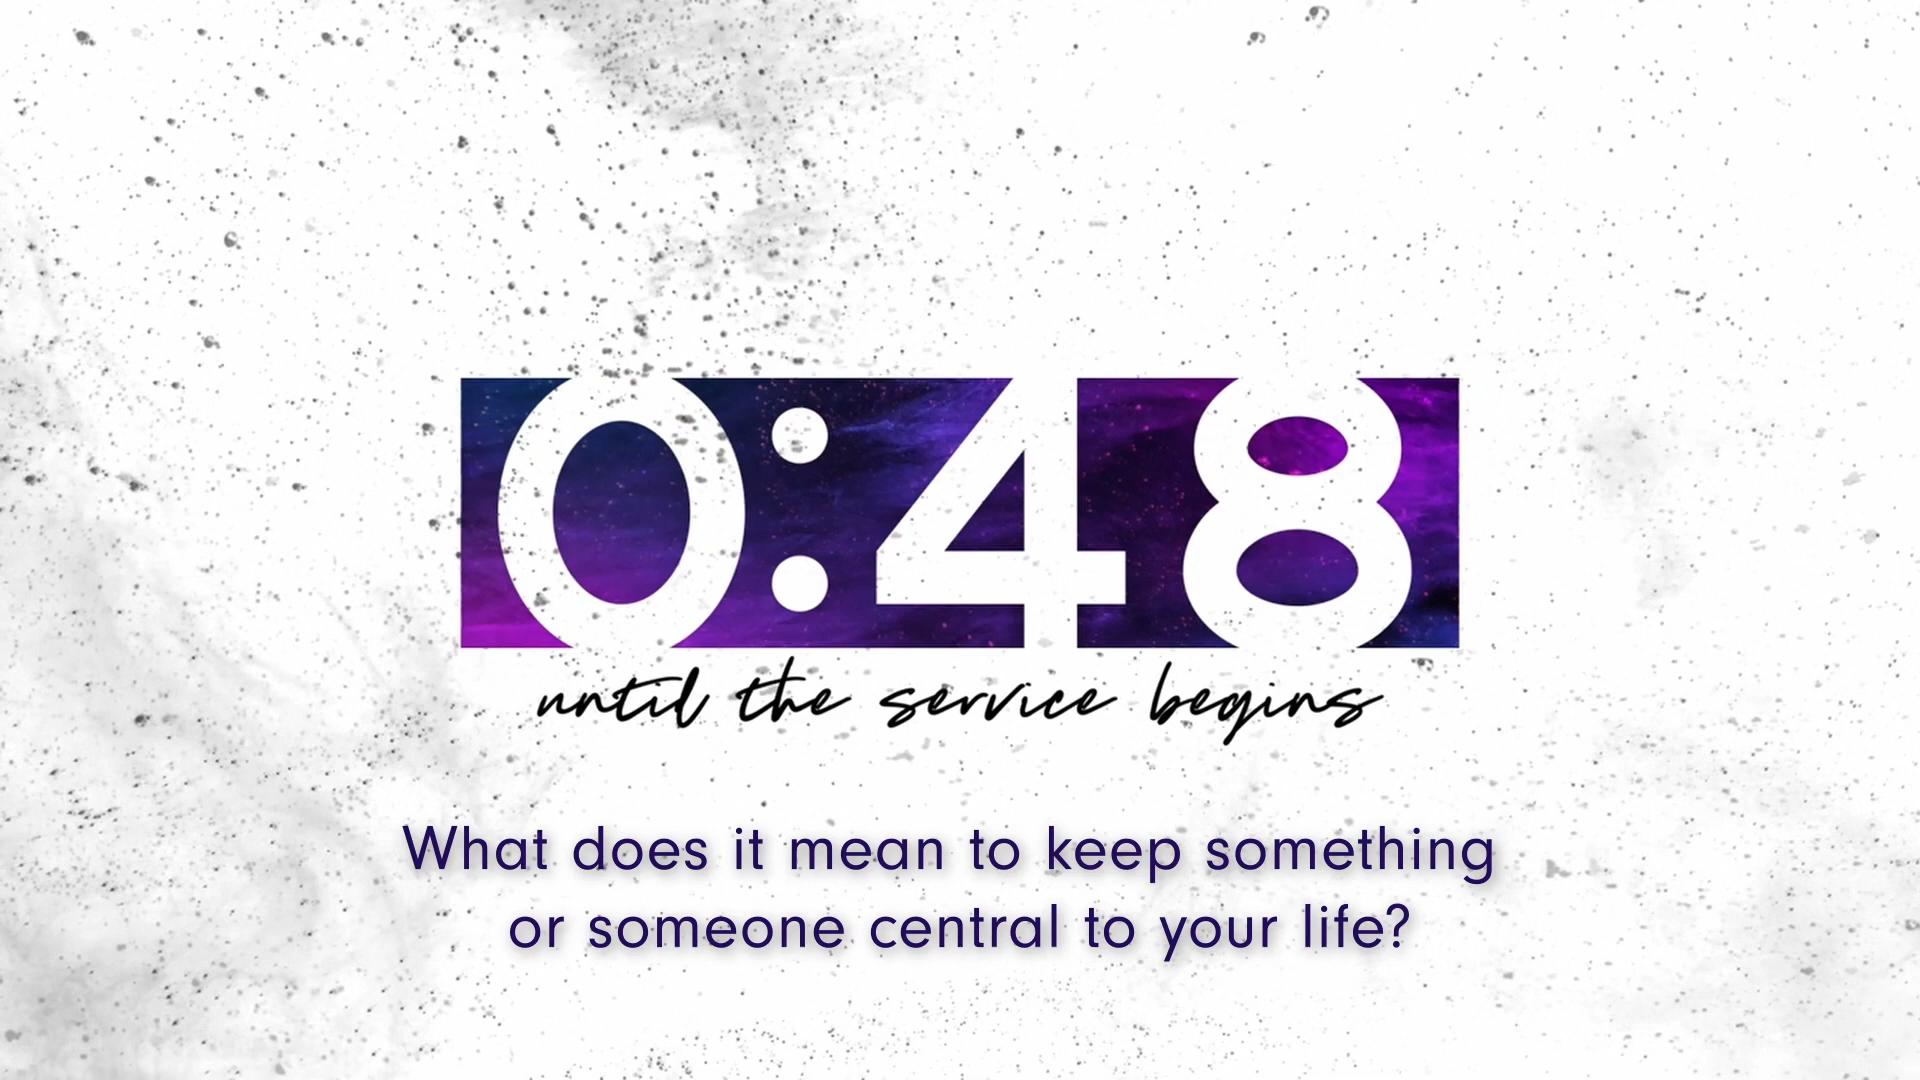 0:48
until the service begins
What does it mean to keep something
or someone central to your life?